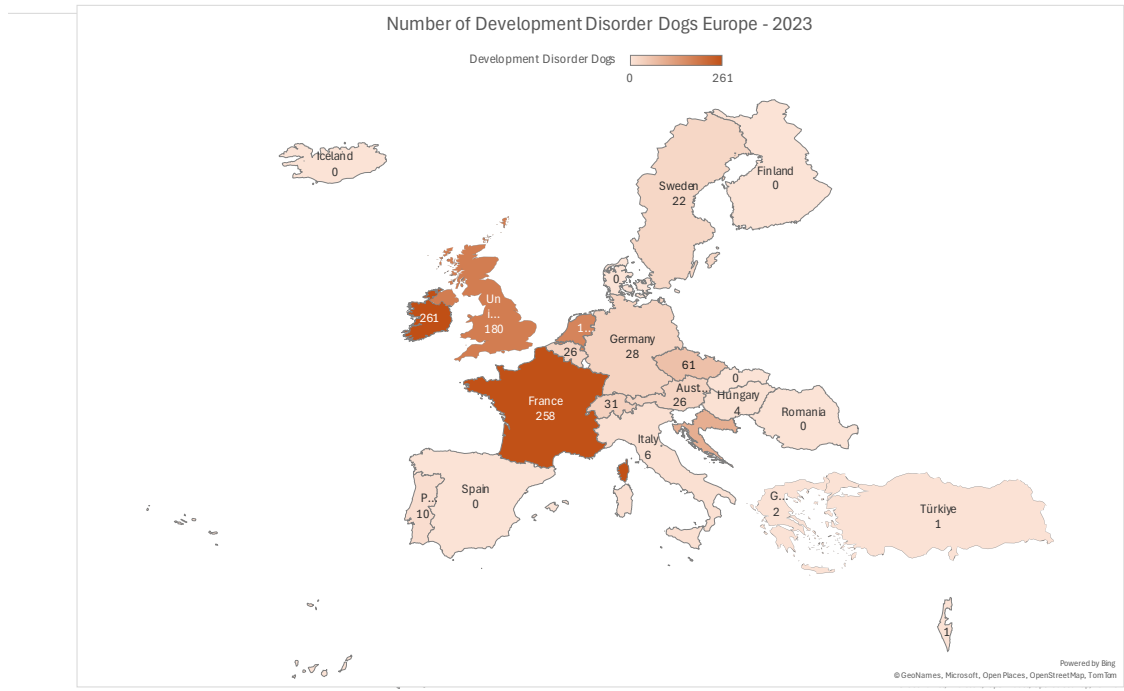 Number of Development Disorder Dogs Europe - 2023
Development Disorder Dogs
0
261
Iceland
0
Finland
0
Sweden
22
0
261
Un
i...
180
1...
26
Germany
28
61
0
Aust...
26
31
Hungary
4
France
258
Romania
0
Italy
6
Spain
0
P...
10
G...
2
Türkiye
1
1
Powered by Bing
© GeoNames, Microsoft, Open Places, OpenStreetMap, TomTom